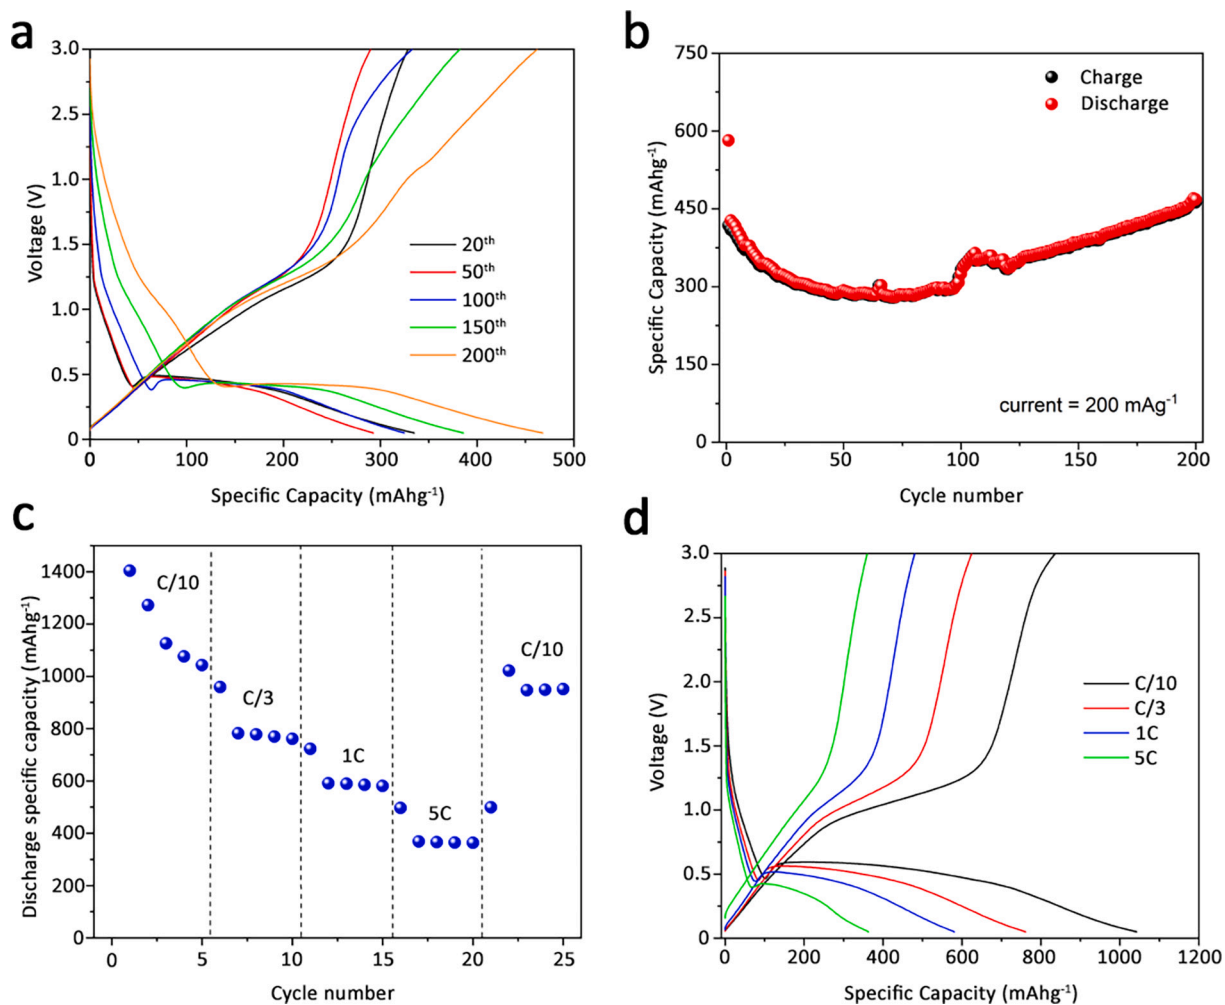 a
3.0
2.5
1.0
1.5
1.0
0.5
0
Voltage (V)
20th
50th
100th
150th
200th
0 100 200 300 400 500
Specific Capacity (mAhg-1)
b
750
600
450
300
150
0
Specific Capacity (mAhg-1)
Charge
Discharge
current = 200 mAg-1
0 50 100 150 200
Cycle number
c
1400
1200
1000
800
600
400
200
0
Discharge specific capacity (mAhg-1)
C/10
C/3
1C
5C
C/10
0 5 10 15 20 25
Cycle number
d
3.0
2.5
2.0
1.5
1.0
0.5
0
Voltage (V)
C/10
C/3
1C
5C
0 200 400 600 800 1000 1200
Specific Capacity (mAhg-1)